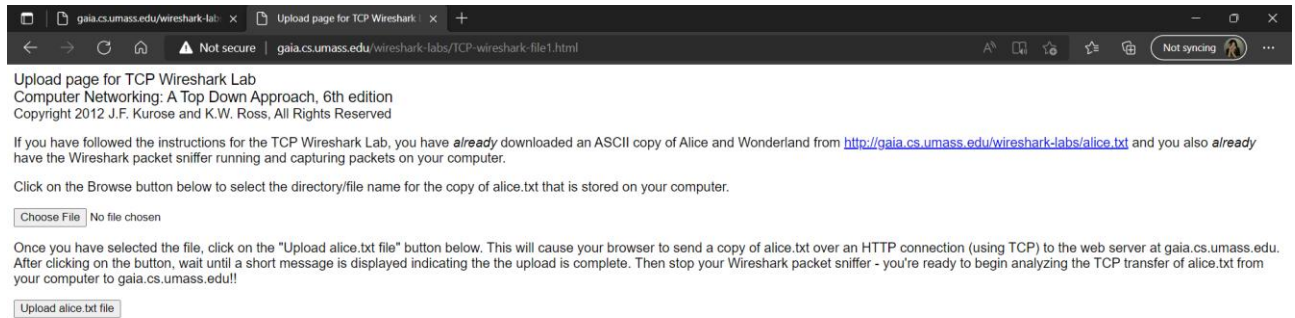 gaia.cs.umass.edu/wireshark-lab
Upload page for TCP Wireshark L
Not secure gaia.cs.umass.edu/wireshark-labs/TCP-wireshark-file1.html
Not syncing
Upload page for TCP Wireshark Lab
Computer Networking: A Top Down Approach, 6th edition
Copyright 2012 J.F. Kurose and K.W. Ross, All Rights Reserved
If you have followed the instructions for the TCP Wireshark Lab, you have already downloaded an ASCII copy of Alice and Wonderland from http://gaia.cs.umass.edu/wireshark-labs/alice.txt and you also already
have the Wireshark packet sniffer running and capturing packets on your computer.
Click on the Browse button below to select the directory/file name for the copy of alice.txt that is stored on your computer.
Choose File No file chosen
Once you have selected the file, click on the "Upload alice.txt file" button below. This will cause your browser to send a copy of alice.txt over an HTTP connection (using TCP) to the web server at gaia.cs.umass.edu.
After clicking on the button, wait until a short message is displayed indicating the the upload is complete. Then stop your Wireshark packet sniffer - you're ready to begin analyzing the TCP transfer of alice.txt from
your computer to gaia.cs.umass.edu!!
Upload alice.txt file